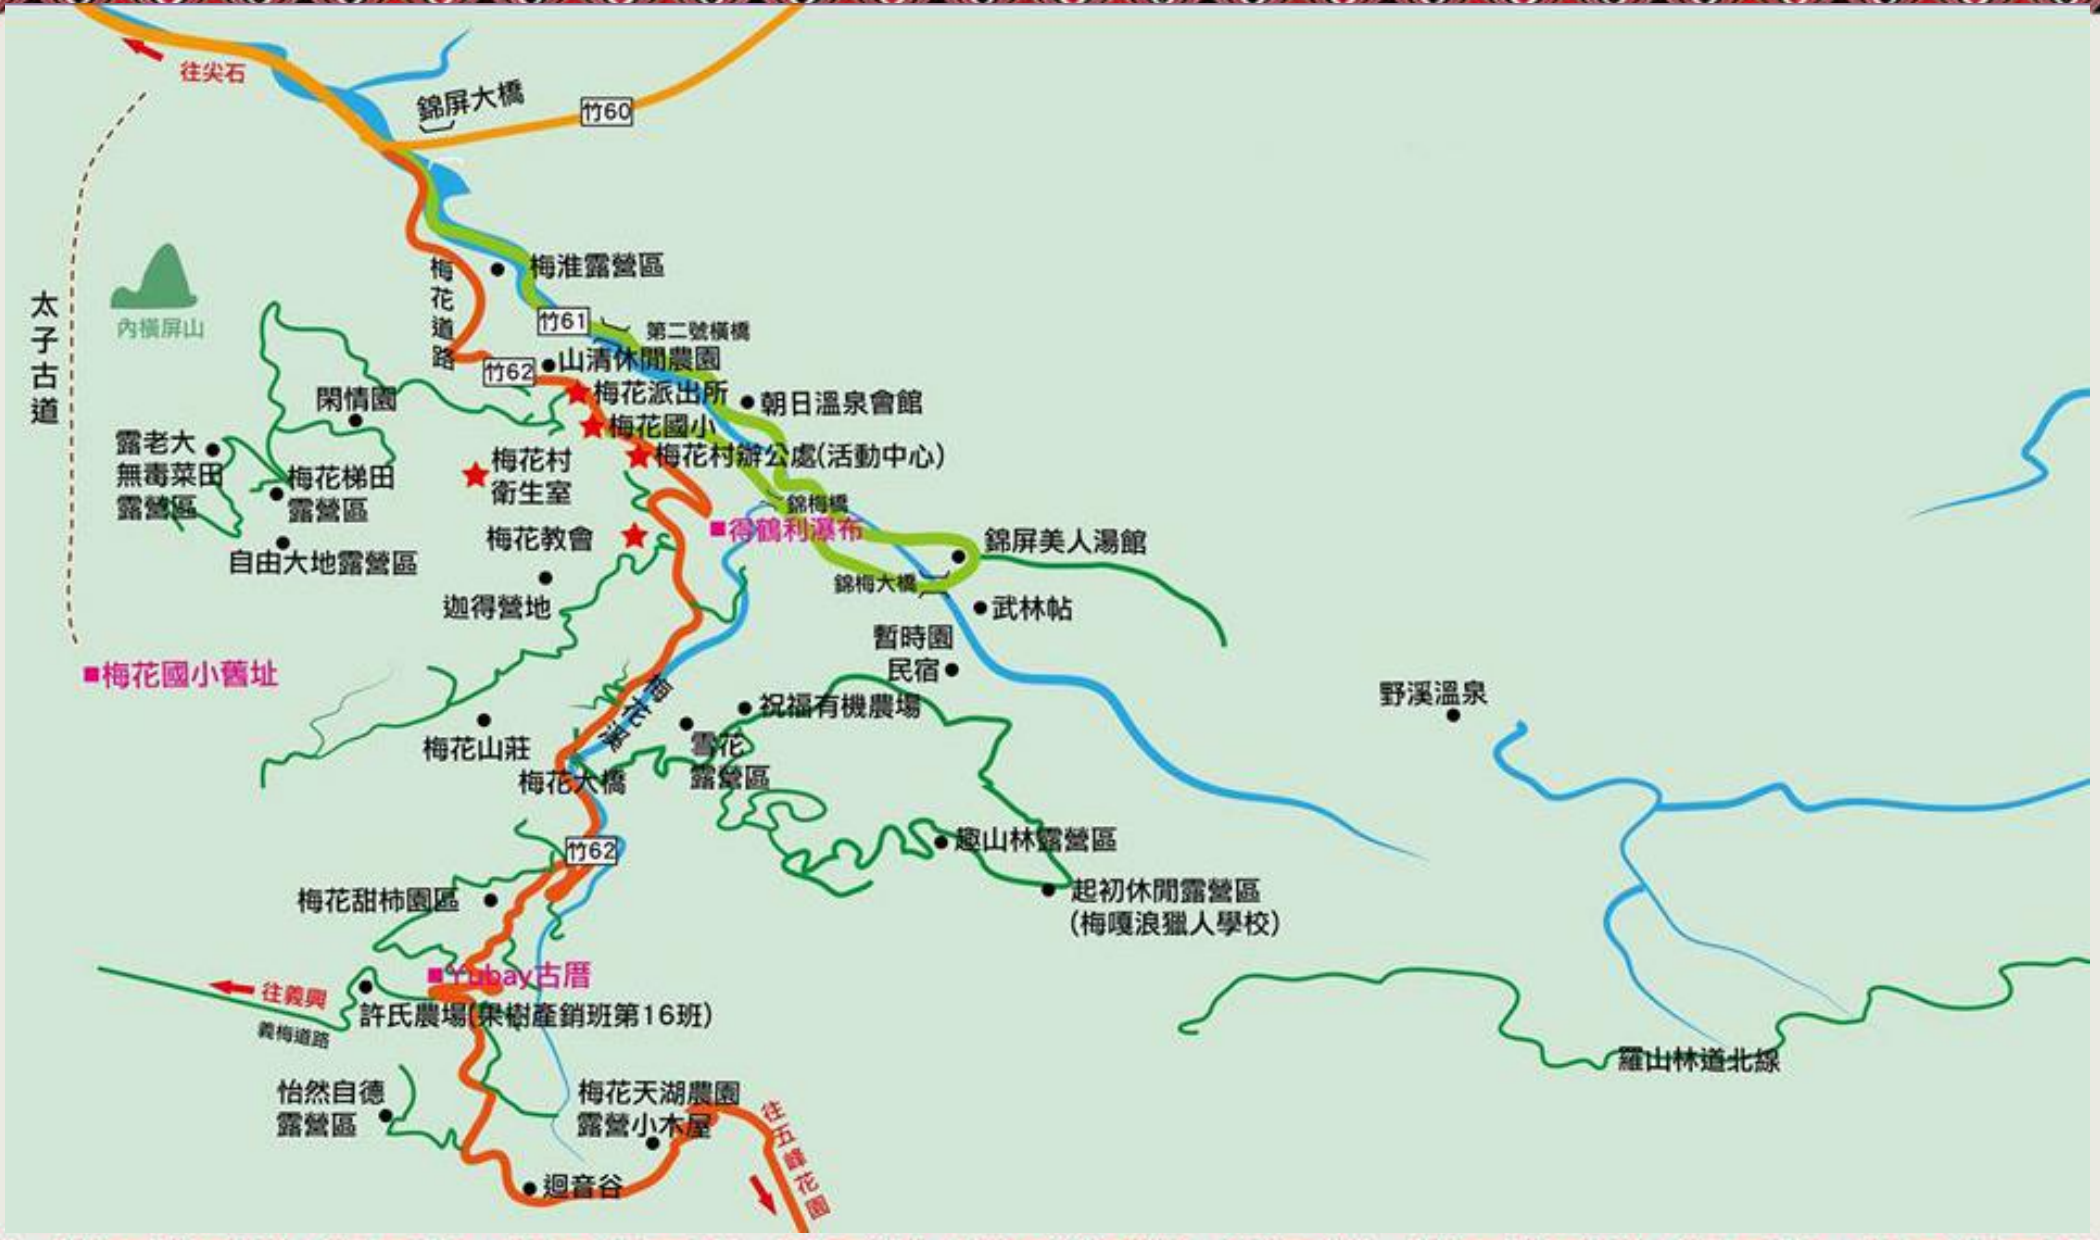 往尖石
錦屏大橋
竹60
梅淮露營區
梅花道路
竹61
第二號橫橋
太子古道
內橫屏山
山清休閒農園
竹62
梅花派出所
朝日溫泉會館
閑情園
梅花國小
露老大
無毒菜田
露營區
梅花村辦公處(活動中心)
梅花村
衛生室
梅花梯田
露營區
錦梅橋
得鶴利瀑布
梅花教會
錦屏美人湯館
自由大地露營區
錦梅大橋
迦得營地
武林帖
暫時園
民宿
梅花國小舊址
野溪溫泉
梅花溪
祝福有機農場
梅花山莊
雪花
露營區
梅花大橋
趣山林露營區
竹62
梅花甜柿園區
起初休閒露營區
(梅嘎浪獵人學校)
Yubay古厝
往義興
許氏農場(果樹產銷班第16班)
義梅道路
羅山林道北線
怡然自德
露營區
梅花天湖農園
露營小木屋
往五峰花園
迴音谷